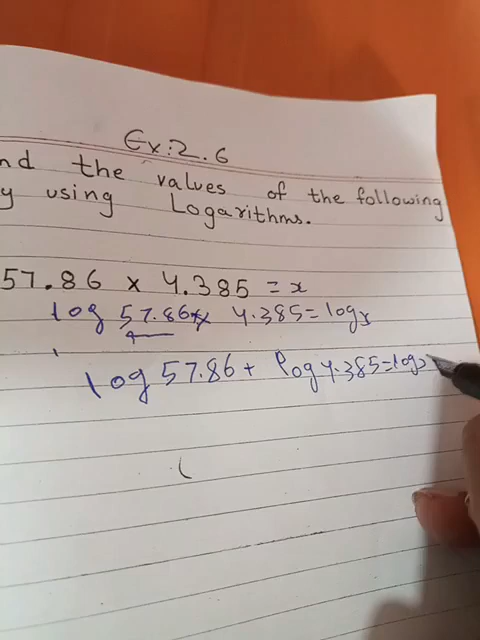 Ex:2.6
nd the values of the following
y using Logarithms.
57.86 x 4.385 = x
log 57.86 x 4.385 = log x
log 57.86 + log 4.385 = log